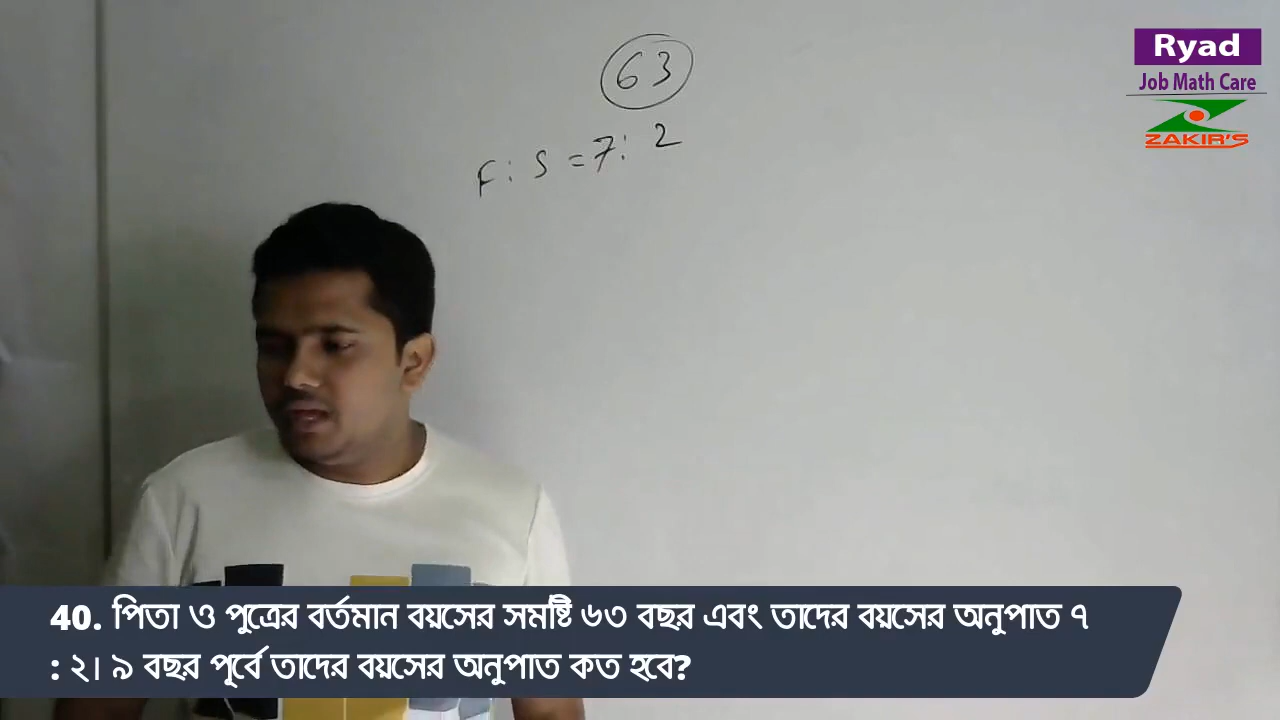 63
F : S = 7 : 2
Ryad
Job Math Care
ZAKIR'S
40. পিতা ও পুত্রের বর্তমান বয়সের সমষ্টি ৬৩ বছর এবং তাদের বয়সের অনুপাত ৭
: ২। ৯ বছর পূর্বে তাদের বয়সের অনুপাত কত হবে?